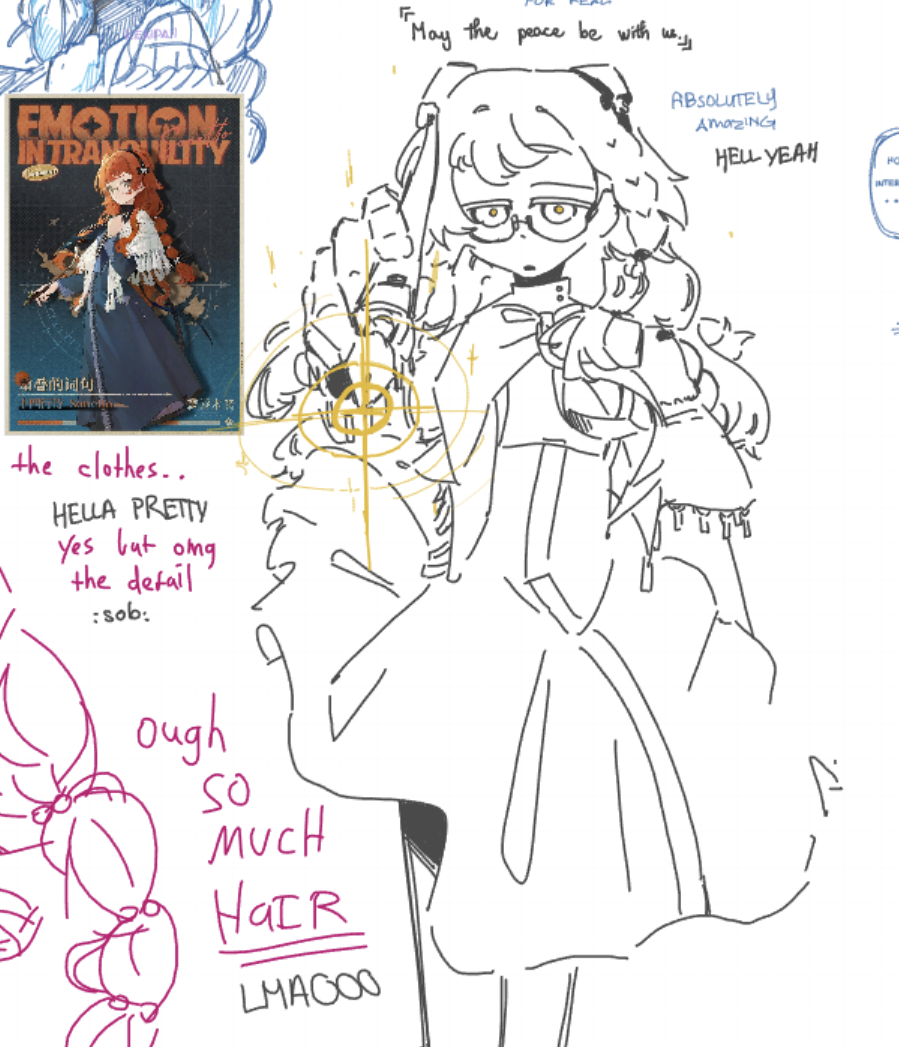 FOR REAL
「May the peace be with us.」
ABSOLUTELY
AmazING
HELL YEAH
EMOTION
IN TRANQUILITY
the clothes..
HELLA PRETTY
yes but omg
the detail
:sob:
ough
SO
MUCH
HaIR
LMAOOO